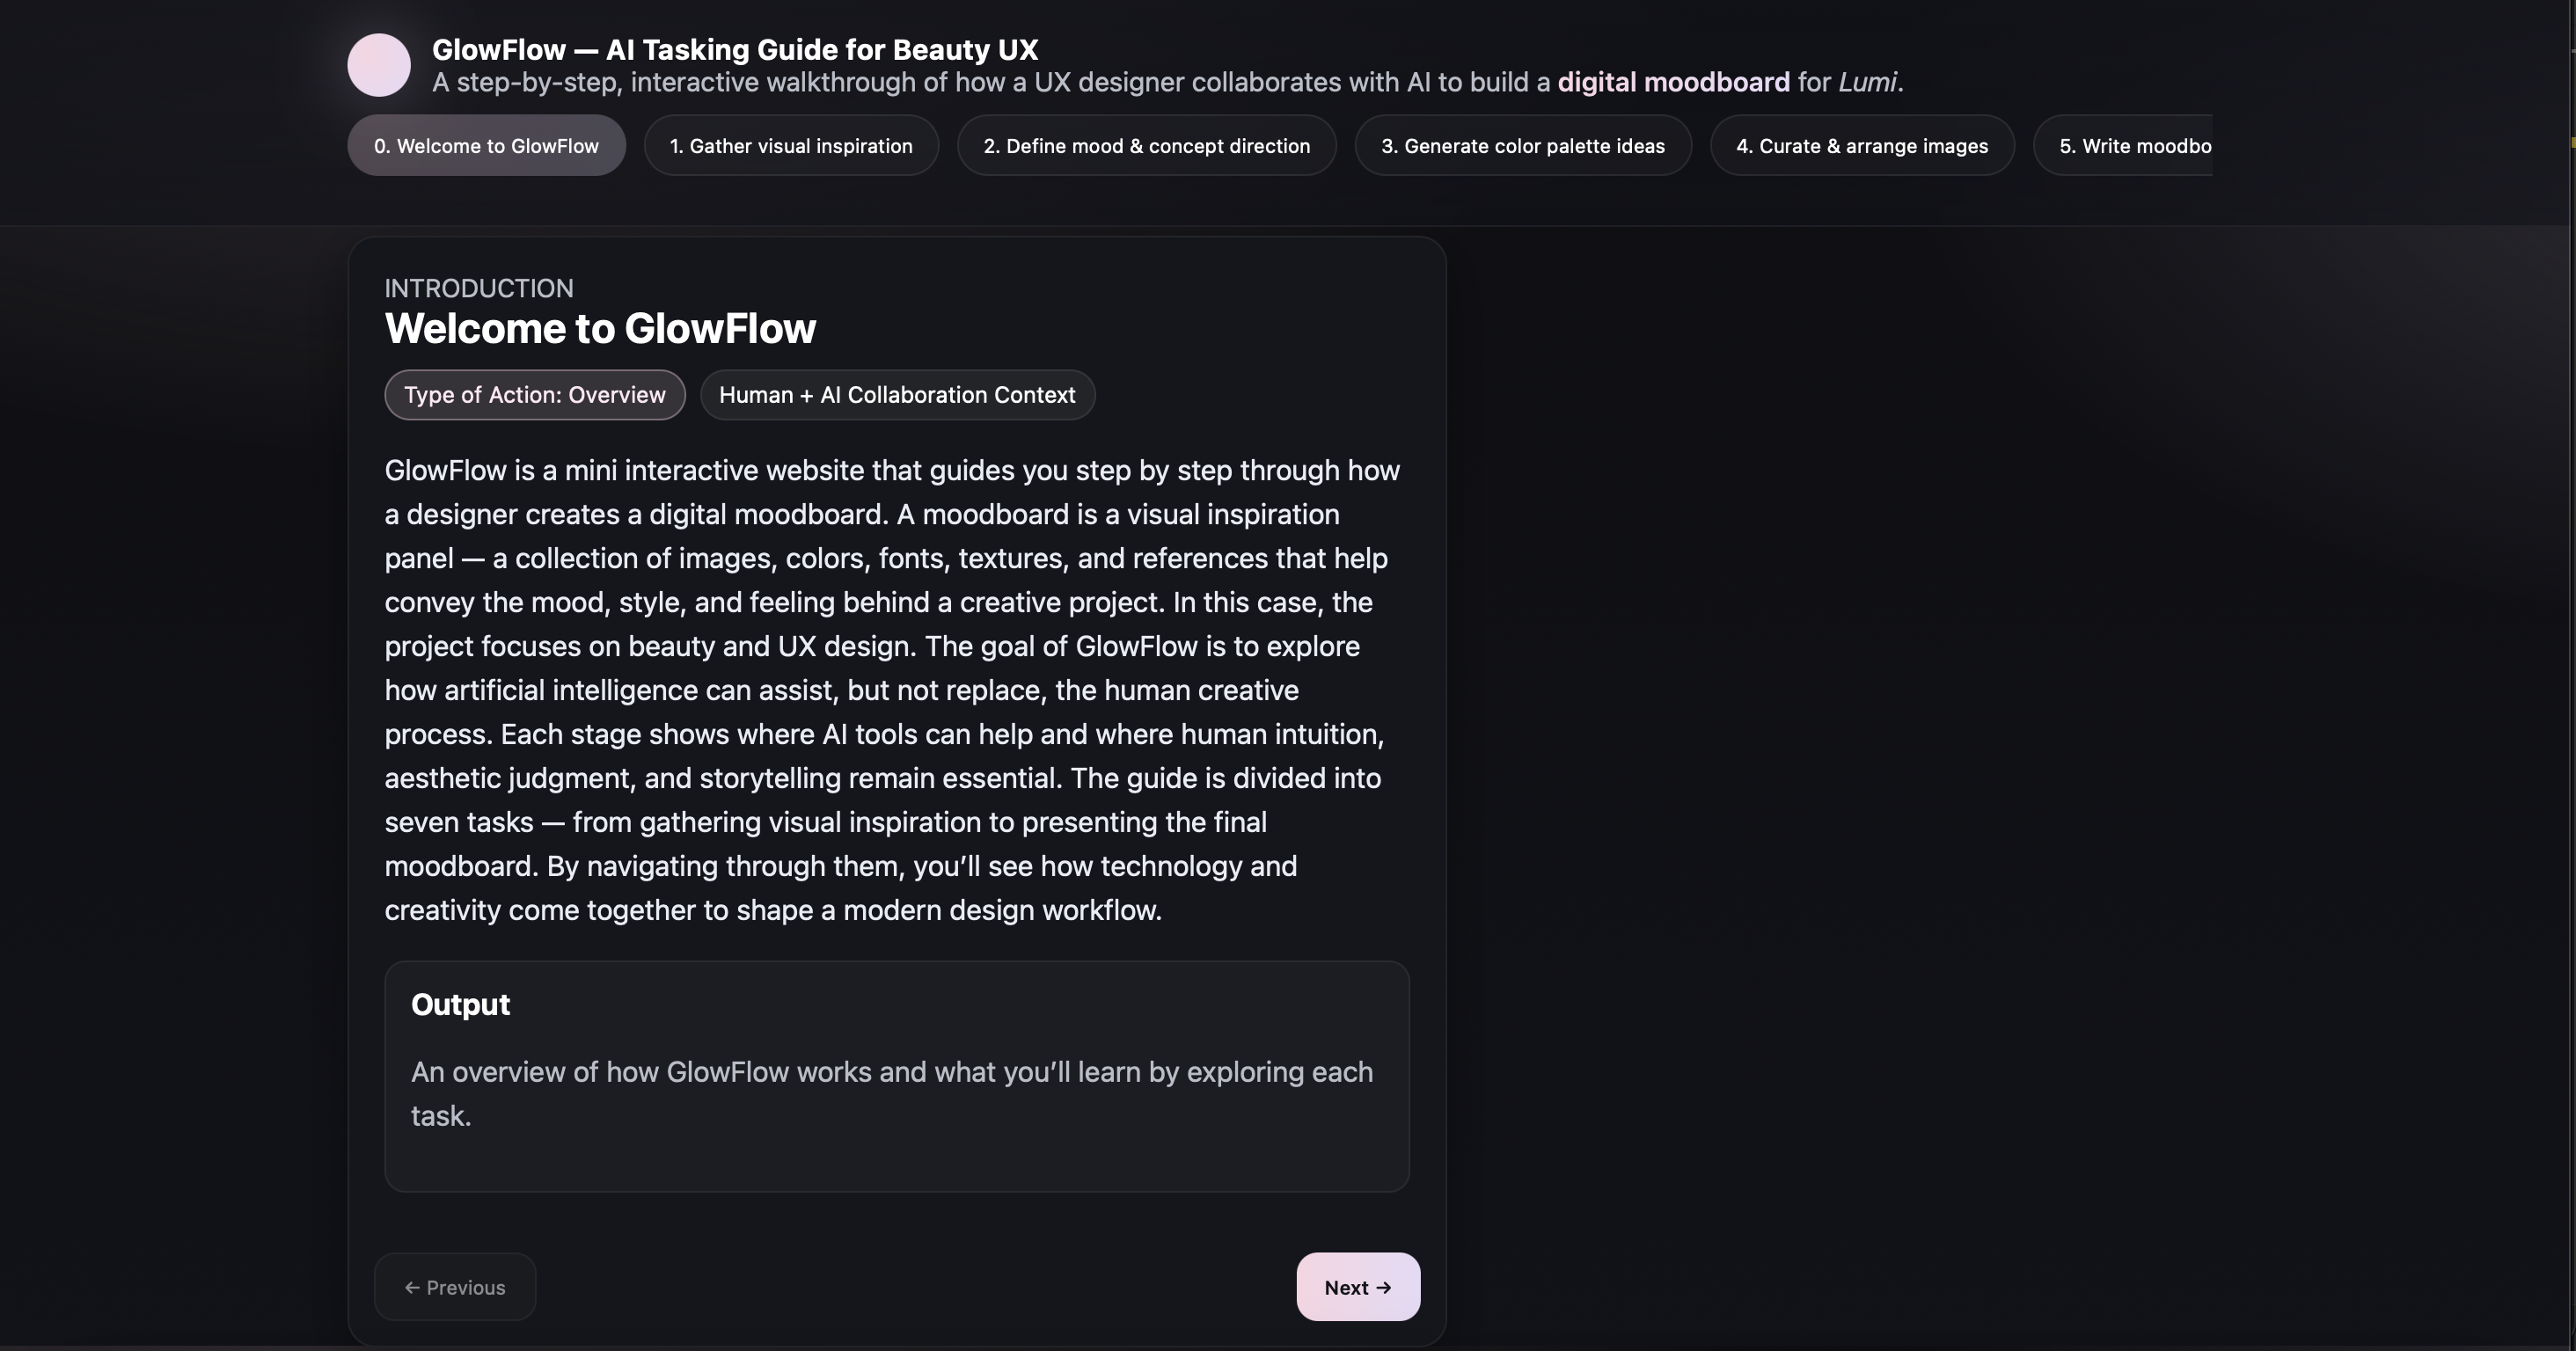 GlowFlow — AI Tasking Guide for Beauty UX
A step-by-step, interactive walkthrough of how a UX designer collaborates with AI to build a digital moodboard for Lumi.
0. Welcome to GlowFlow
1. Gather visual inspiration
2. Define mood & concept direction
3. Generate color palette ideas
4. Curate & arrange images
5. Write moodbo
INTRODUCTION
Welcome to GlowFlow
Type of Action: Overview
Human + AI Collaboration Context
GlowFlow is a mini interactive website that guides you step by step through how
a designer creates a digital moodboard. A moodboard is a visual inspiration
panel — a collection of images, colors, fonts, textures, and references that help
convey the mood, style, and feeling behind a creative project. In this case, the
project focuses on beauty and UX design. The goal of GlowFlow is to explore
how artificial intelligence can assist, but not replace, the human creative
process. Each stage shows where AI tools can help and where human intuition,
aesthetic judgment, and storytelling remain essential. The guide is divided into
seven tasks — from gathering visual inspiration to presenting the final
moodboard. By navigating through them, you’ll see how technology and
creativity come together to shape a modern design workflow.
Output
An overview of how GlowFlow works and what you’ll learn by exploring each
task.
← Previous
Next →